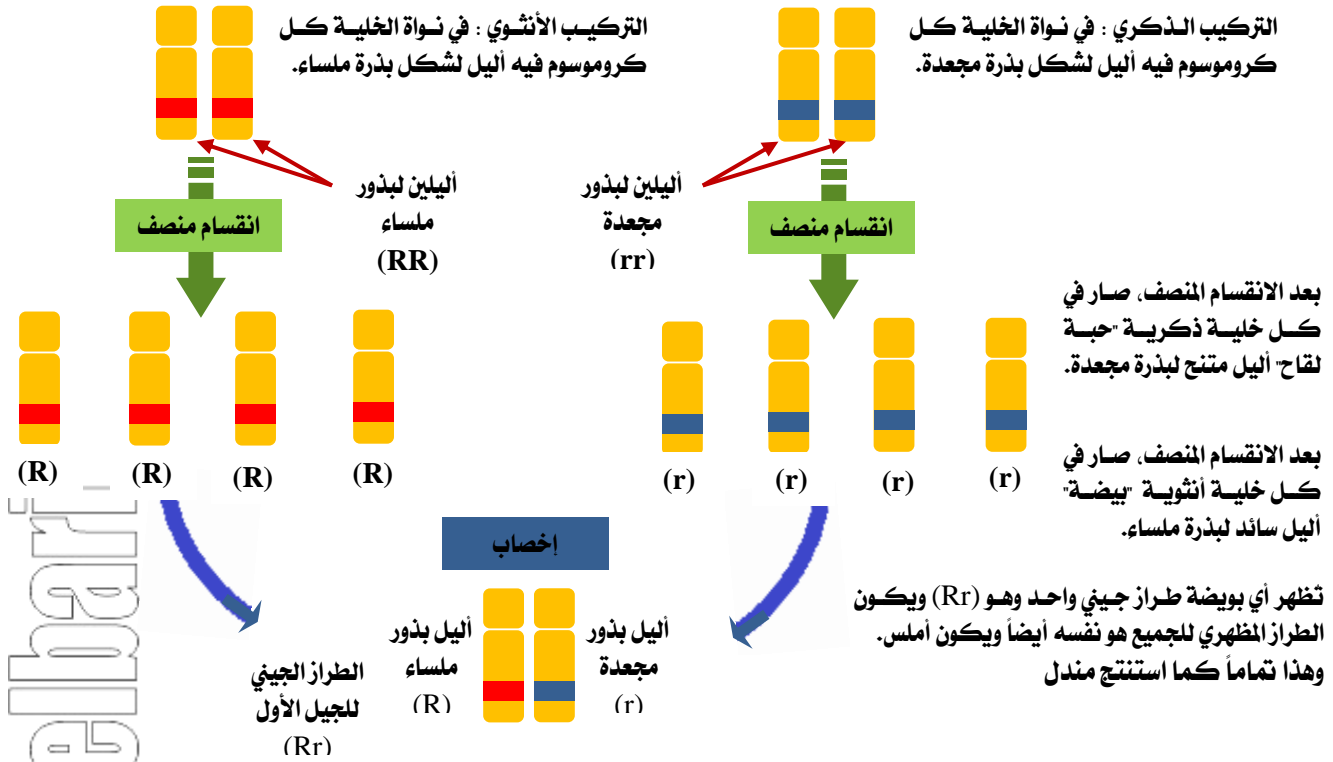 التركيب الذكري : في نواة الخلية كل
كروموسوم فيه أليل لشكل بذرة مجعدة.
التركيب الأنثوي : في نواة الخلية كل
كروموسوم فيه أليل لشكل بذرة ملساء.
أليلين لبذور
مجعدة
(rr)
أليلين لبذور
ملساء
(RR)
انقسام منصف
انقسام منصف
بعد الانقسام المنصف، صار في
كل خلية ذكرية "حبة
لقاح" أليل متنح لبذرة مجعدة.
(r)
(r)
(r)
(r)
(R)
(R)
(R)
(R)
بعد الانقسام المنصف، صار في
كل خلية أنثوية "بيضة"
أليل سائد لبذرة ملساء.
إخصاب
تظهر أي بويضة طراز جيني واحد وهو (Rr) ويكون
الطراز المظهري للجميع هو نفسه أيضاً ويكون أملس.
وهذا تماماً كما استنتج مندل
أليل بذور
مجعدة
(r)
أليل بذور
ملساء
(R)
الطراز الجيني
للجيل الأول
(Rr)
elbari